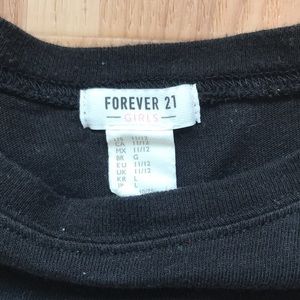 FOREVER 21
GIRLS
US 11/12
CA 11/12
MX 11/12
BR G
EU 11/12
UK 11/12
KR L